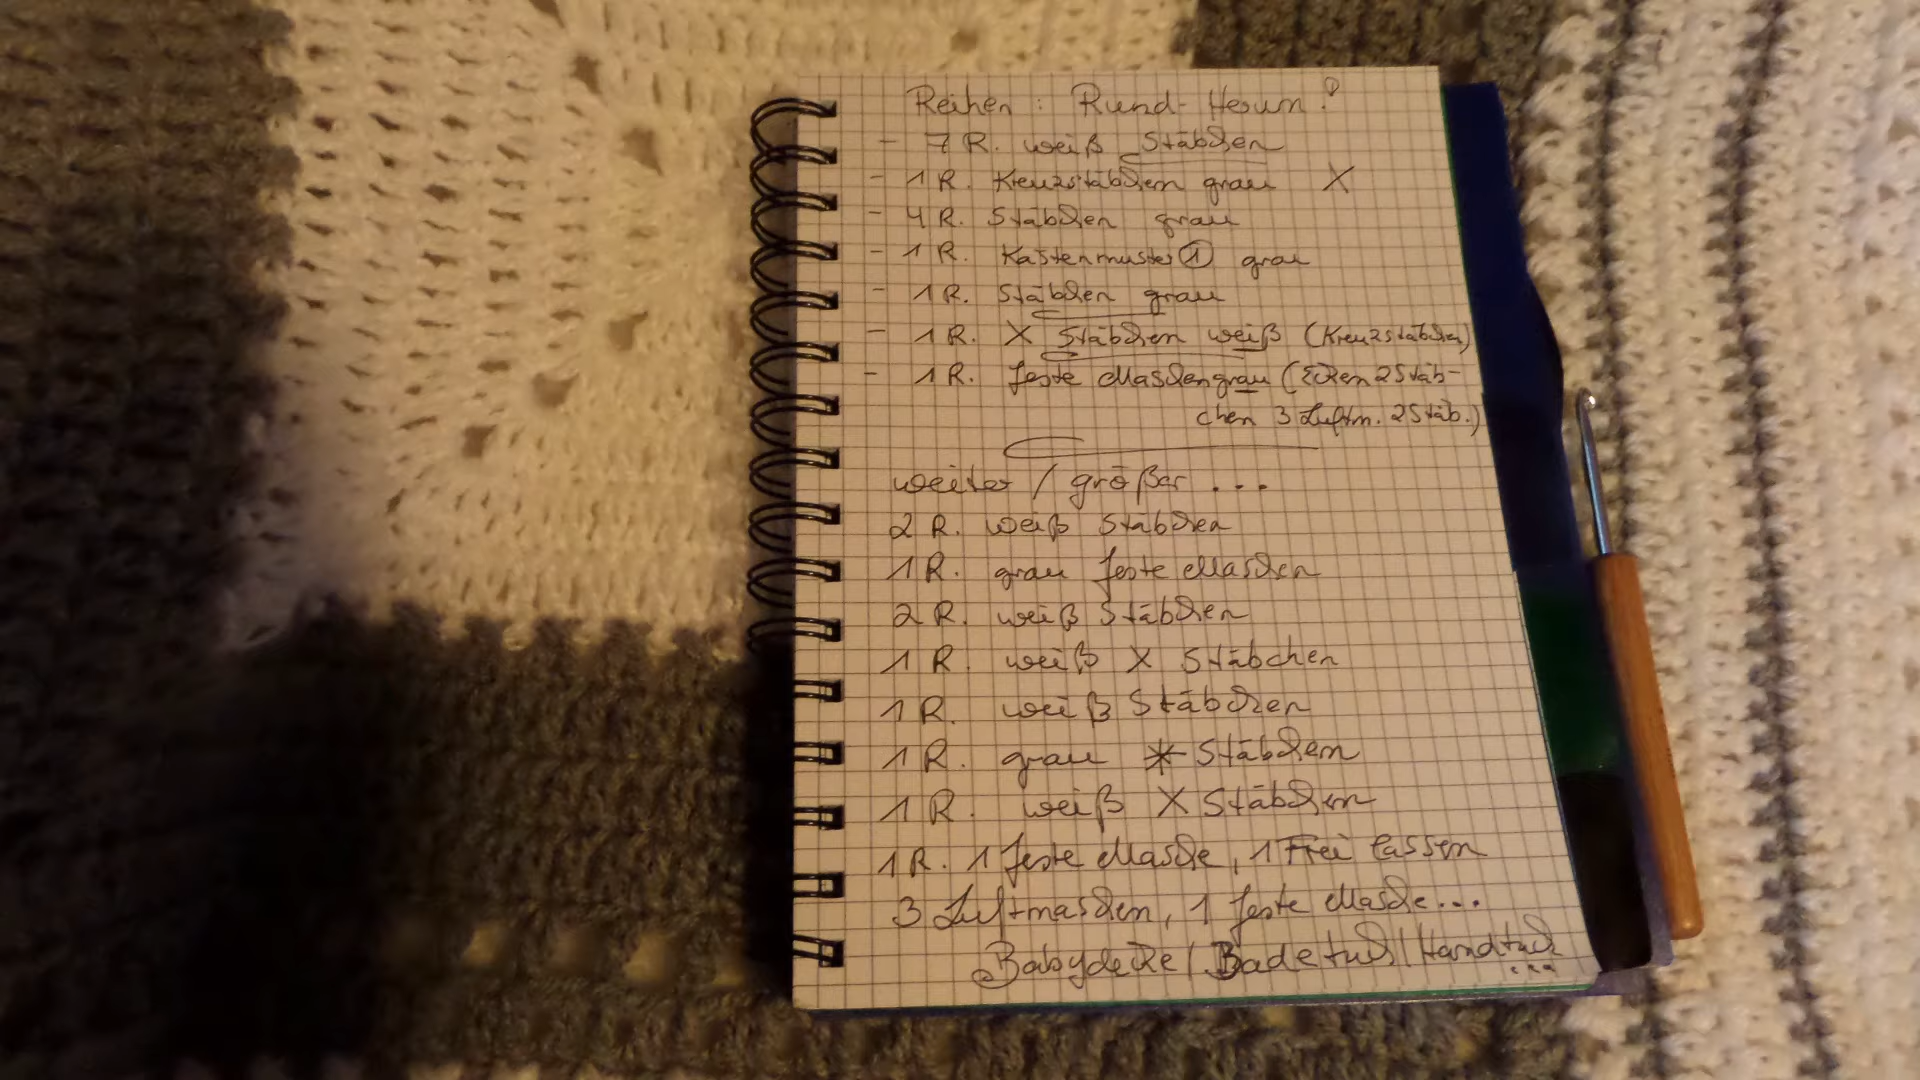 Reihen : Rund-Herum!
- 7 R. weiß Stäbchen
- 1 R. Kreuzstäbchen grau X
- 4 R. Stäbchen grau
- 1 R. Kästenmuster ① grau
- 1 R. Stäbchen grau
- 1 R. X Stäbchen weiß (Kreuzstäbchen)
- 1 R. feste Maschen grau (Ecken 2 Stäb-
chen 3 Luftm. 2 Stäb.)
weiter / größer ...
2 R. weiß Stäbchen
1 R. grau feste Maschen
2 R. weiß Stäbchen
1 R. weiß X Stäbchen
1 R. weiß Stäbchen
1 R. grau * Stäbchen
1 R. weiß X Stäbchen
1 R. 1 feste Masche, 1 Frei lassen
3 Luftmaschen, 1 feste Masche...
Babydecke / Badetuch / Handtuch
...